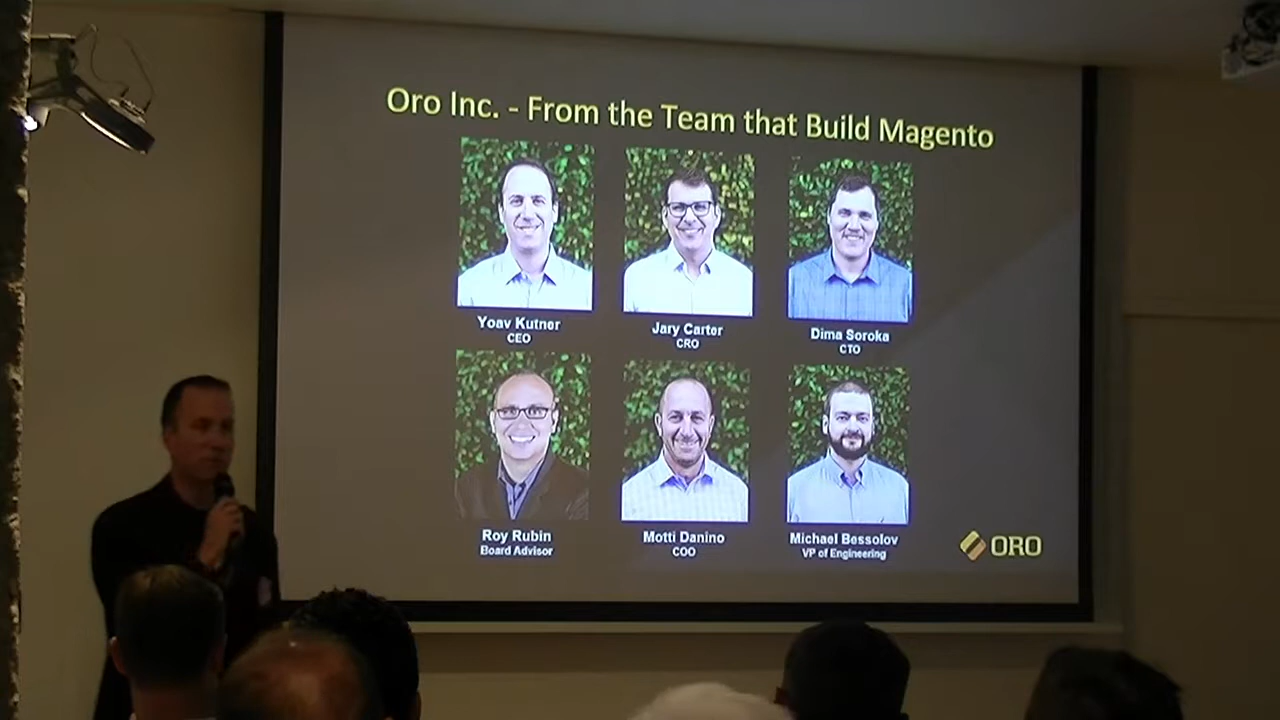 Oro Inc. - From the Team that Build Magento
Yoav Kutner
CEO
Jary Carter
CRO
Dima Soroka
CTO
Roy Rubin
Board Advisor
Motti Danino
COO
Michael Bessolov
VP of Engineering
ORO